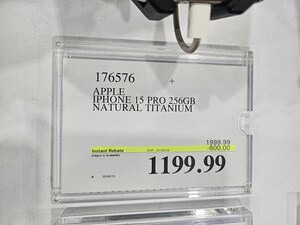 176576
+
APPLE
IPHONE 15 PRO 256GB
NATURAL TITANIUM
1999.99
Instant Rebate -800.00
1199.99